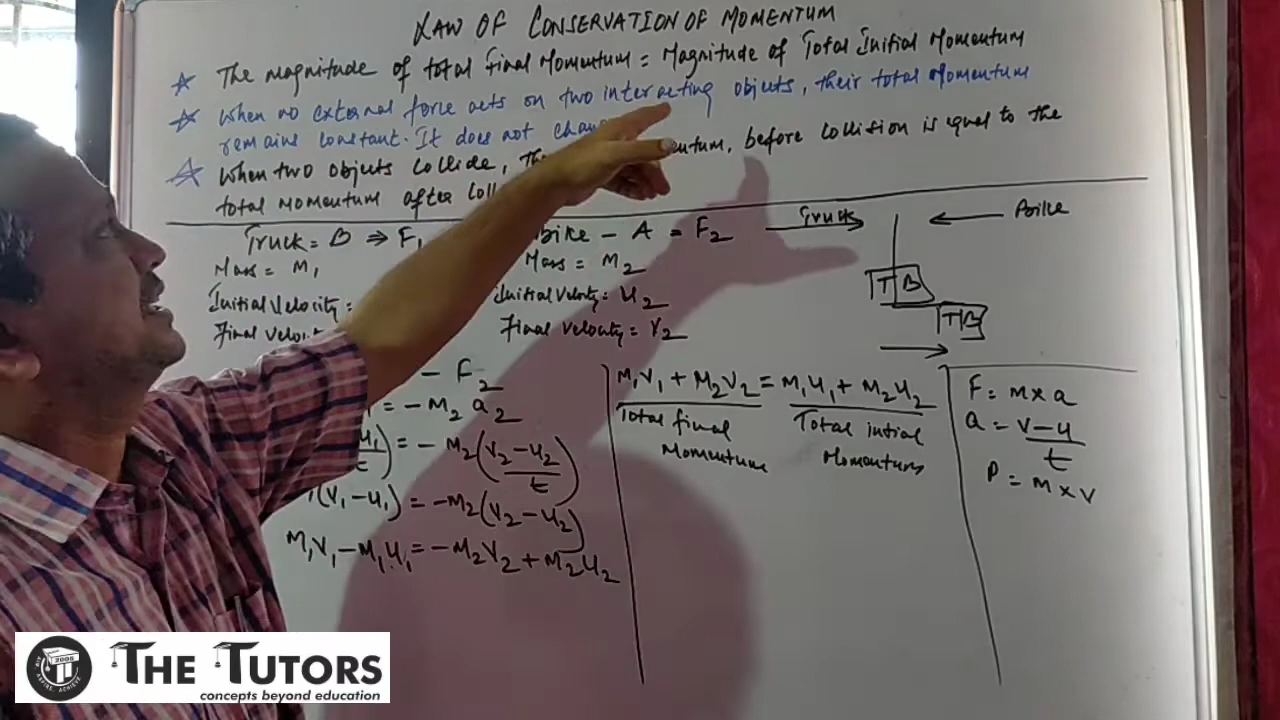 LAW OF CONSERVATION OF MOMENTUM
☆ The magnitude of total Final Momentum = Magnitude of Total Initial Momentum
☆ When no external force acts on two interacting objects, their total Momentum
remains constant. It does not
☆ When two objects collide, before collision is equal to the
total momentum after
Truck = B ⇒ F₁
Mass = M₁
Initial Velocity =
Final
Bike - A = F₂
Mass = M₂
Initial Velocity = U₂
Final Velocity = V₂
Truck
Bike
TB
TB
- F₂
= - M₂ a₂
= - M₂ (V₂ - U₂ / t)
(V₁ - U₁) = -M₂ (V₂ - U₂)
M₁V₁ - M₁U₁ = - M₂V₂ + M₂U₂
M₁V₁ + M₂V₂ = M₁U₁ + M₂U₂
Total final
Momentum
Total intial
Momentum
F = m × a
a = v - u / t
P = m × v
THE TUTORS
concepts beyond education